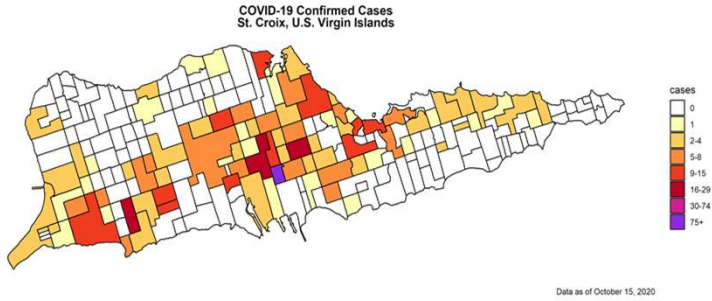 COVID-19 Confirmed Cases
St. Croix, U.S. Virgin Islands
cases
0
1
2-4
5-8
9-15
16-29
30-74
75+
Data as of October 15, 2020